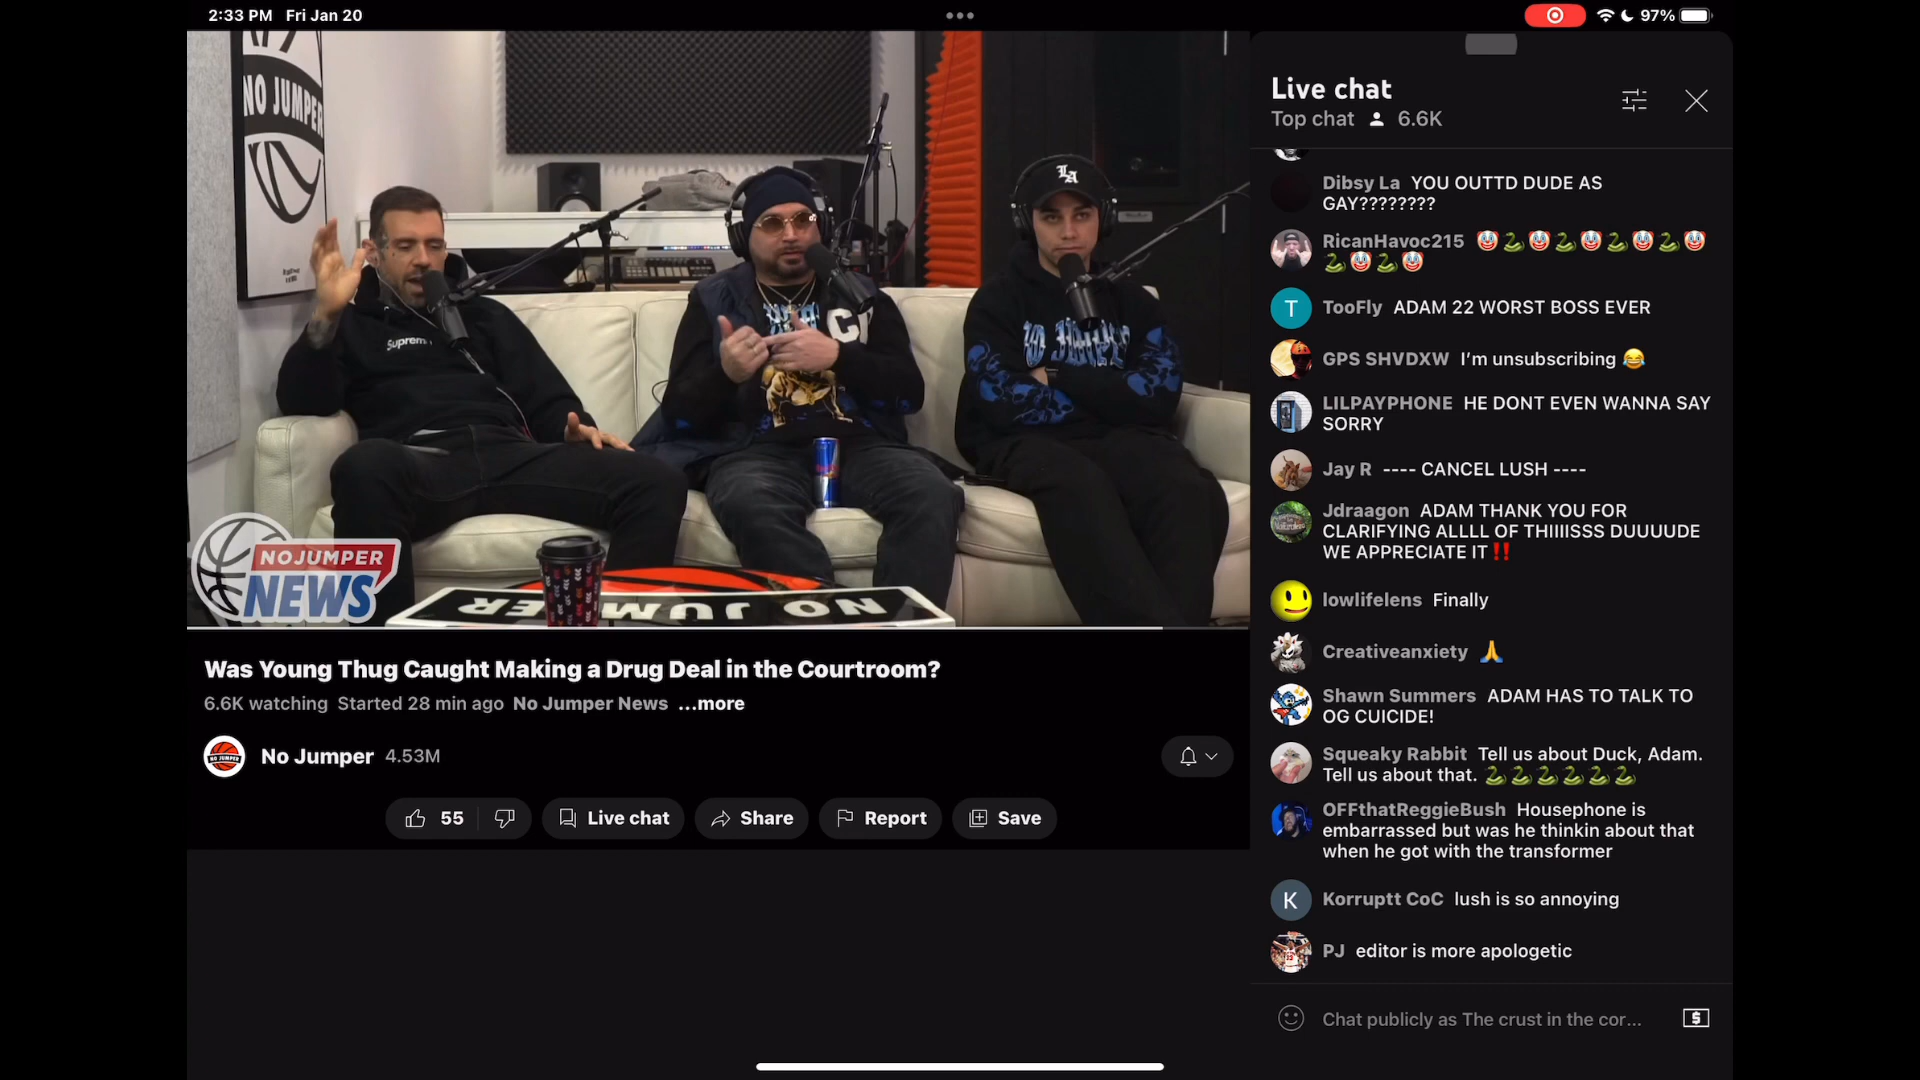 2:33 PM Fri Jan 20
97%
NO JUMPER
LA
Suprem
NO JUMPER
NOJUMPER
NEWS
NO JUMPER
Was Young Thug Caught Making a Drug Deal in the Courtroom?
6.6K watching Started 28 min ago No Jumper News ...more
No Jumper 4.53M
55
Live chat
Share
Report
Save
Live chat
Top chat 6.6K
Dibsy La YOU OUTTD DUDE AS
GAY????????
RicanHavoc215 🤡🐍🤡🐍🤡🐍🤡🐍🤡
🐍🤡🐍🤡
T
TooFly ADAM 22 WORST BOSS EVER
GPS SHVDXW I’m unsubscribing 😂
LILPAYPHONE HE DONT EVEN WANNA SAY
SORRY
Jay R ---- CANCEL LUSH ----
Jdraagon ADAM THANK YOU FOR
CLARIFYING ALLLL OF THIIIISSS DUUUUDE
WE APPRECIATE IT‼️
lowlifelens Finally
Creativeanxiety 🙏
Shawn Summers ADAM HAS TO TALK TO
OG CUICIDE!
Squeaky Rabbit Tell us about Duck, Adam.
Tell us about that. 🐍🐍🐍🐍🐍🐍
OFFthatReggieBush Housephone is
embarrassed but was he thinkin about that
when he got with the transformer
K
Korruptt CoC lush is so annoying
PJ editor is more apologetic
Chat publicly as The crust in the cor...